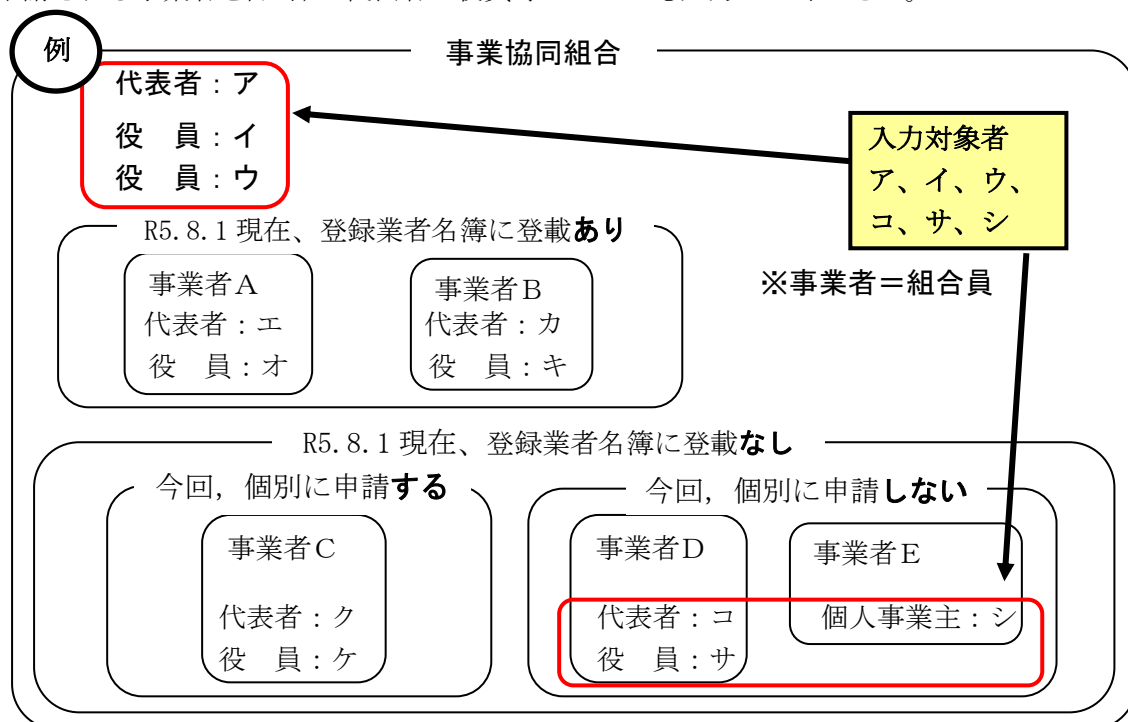 例
事業協同組合
代表者：ア
役　員：イ
役　員：ウ
入力対象者
ア、イ、ウ、
コ、サ、シ
※事業者＝組合員
R5.8.1 現在、登録業者名簿に登載あり
事業者Ａ
代表者：エ
役　員：オ
事業者Ｂ
代表者：カ
役　員：キ
R5.8.1 現在、登録業者名簿に登載なし
今回，個別に申請する
事業者Ｃ
代表者：ク
役　員：ケ
今回，個別に申請しない
事業者Ｄ
代表者：コ
役　員：サ
事業者Ｅ
個人事業主：シ